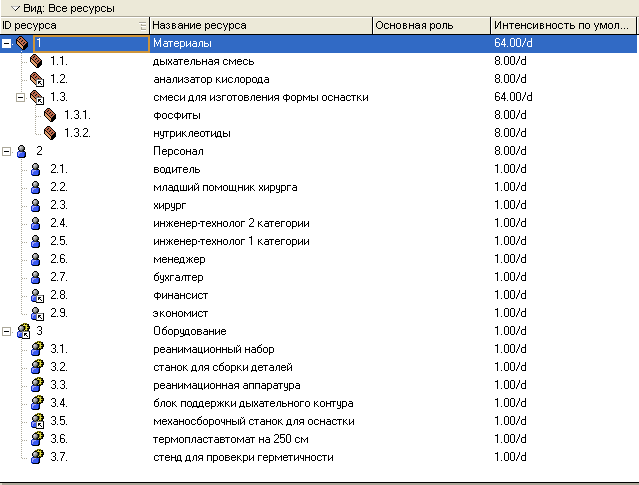 Вид: Все ресурсы
ID ресурса Название ресурса Основная роль Интенсивность по умол...
1 Материалы 64.00/d
1.1. дыхательная смесь 8.00/d
1.2. анализатор кислорода 8.00/d
1.3. смеси для изготовления формы оснастки 64.00/d
1.3.1. фосфиты 8.00/d
1.3.2. нутриклеотиды 8.00/d
2 Персонал 8.00/d
2.1. водитель 1.00/d
2.2. младший помощник хирурга 1.00/d
2.3. хирург 1.00/d
2.4. инженер-технолог 2 категории 1.00/d
2.5. инженер-технолог 1 категории 1.00/d
2.6. менеджер 1.00/d
2.7. бухгалтер 1.00/d
2.8. финансист 1.00/d
2.9. экономист 1.00/d
3 Оборудование 1.00/d
3.1. реанимационный набор 1.00/d
3.2. станок для сборки деталей 1.00/d
3.3. реанимационная аппаратура 1.00/d
3.4. блок поддержки дыхательного контура 1.00/d
3.5. механосборочный станок для оснастки 1.00/d
3.6. термопластавтомат на 250 см 1.00/d
3.7. стенд для провекри герметичности 1.00/d